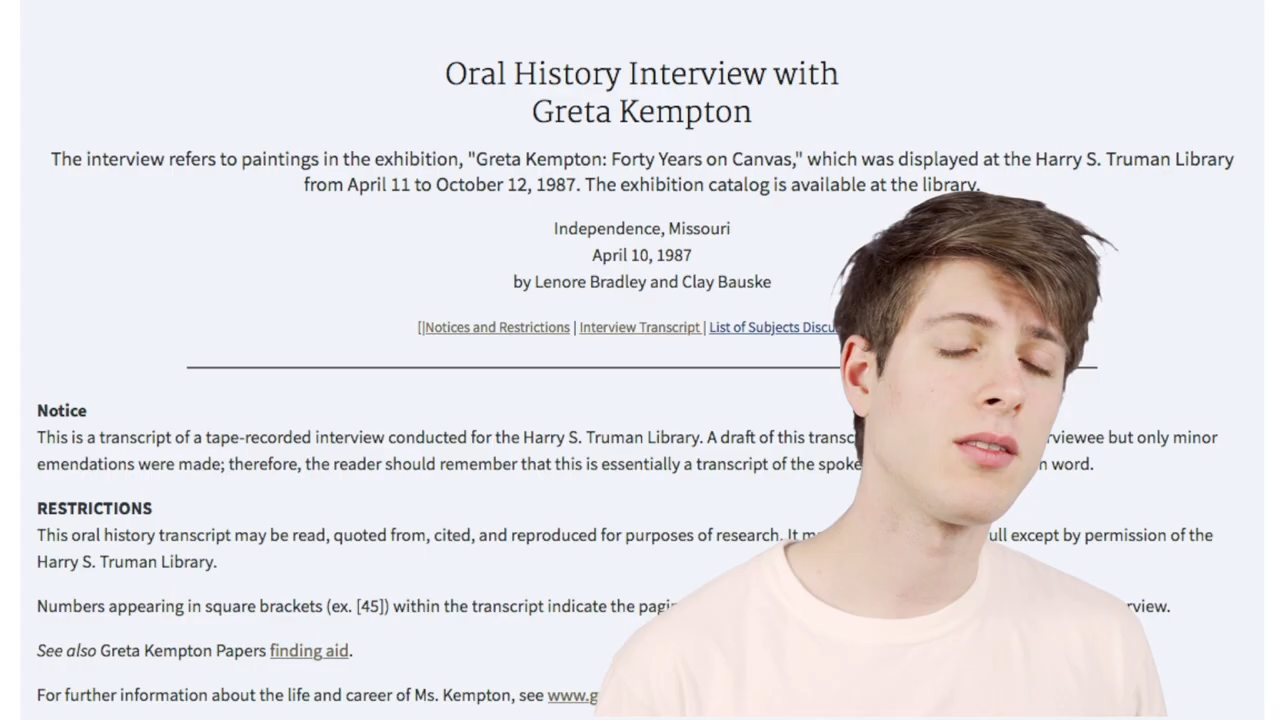 Oral History Interview with
Greta Kempton
The interview refers to paintings in the exhibition, "Greta Kempton: Forty Years on Canvas," which was displayed at the Harry S. Truman Library
from April 11 to October 12, 1987. The exhibition catalog is available at the library.
Independence, Missouri
April 10, 1987
by Lenore Bradley and Clay Bauske
[|Notices and Restrictions | Interview Transcript | List of Subjects
Notice
This is a transcript of a tape-recorded interview conducted for the Harry S. Truman Library. A draft of this but only minor
emendations were made; therefore, the reader should remember that this is essentially a transcript of the word.
RESTRICTIONS
This oral history transcript may be read, quoted from, cited, and reproduced for purposes of research. It except by permission of the
Harry S. Truman Library.
Numbers appearing in square brackets (ex. [45]) within the transcript indicate the
See also Greta Kempton Papers finding aid.
For further information about the life and career of Ms. Kempton, see